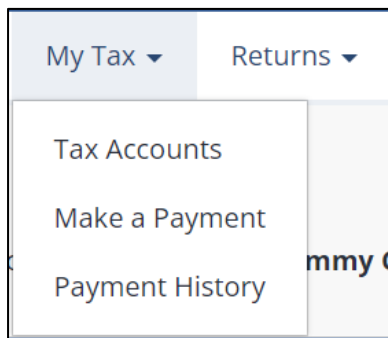 My Tax Returns
Tax Accounts
Make a Payment
Payment History